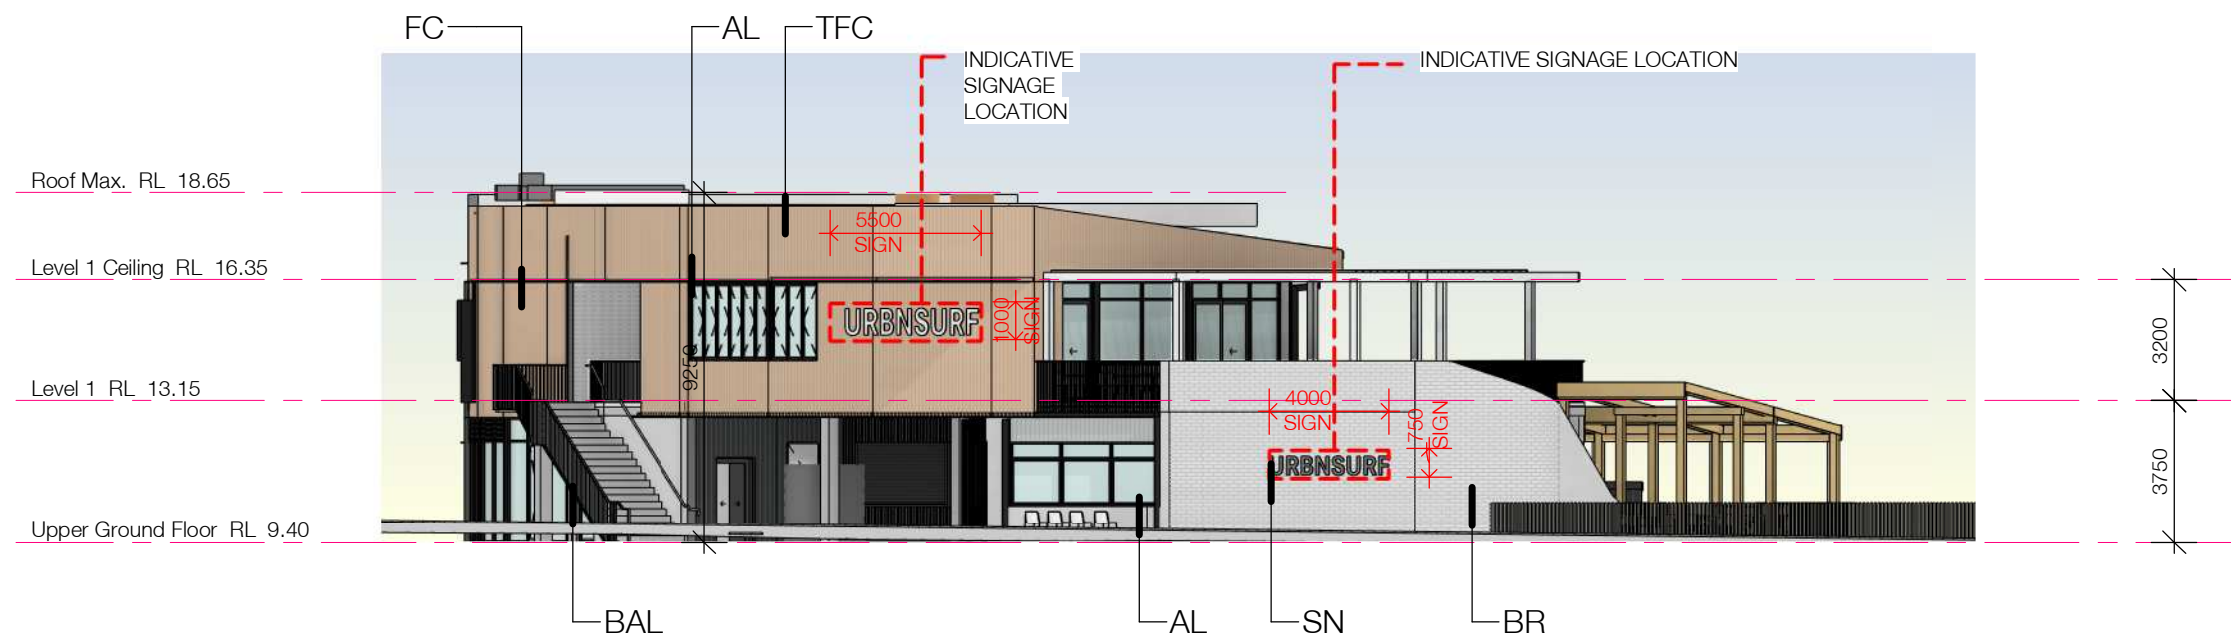 FC
AL
TFC
INDICATIVE
SIGNAGE
LOCATION
INDICATIVE SIGNAGE LOCATION
Roof Max. RL 18.65
5500
SIGN
Level 1 Ceiling RL 16.35
URBNSURF
1000
SIGN
3200
9250
Level 1 RL 13.15
4000
SIGN
750
SIGN
URBNSURF
3750
Upper Ground Floor RL 9.40
BAL
AL
SN
BR